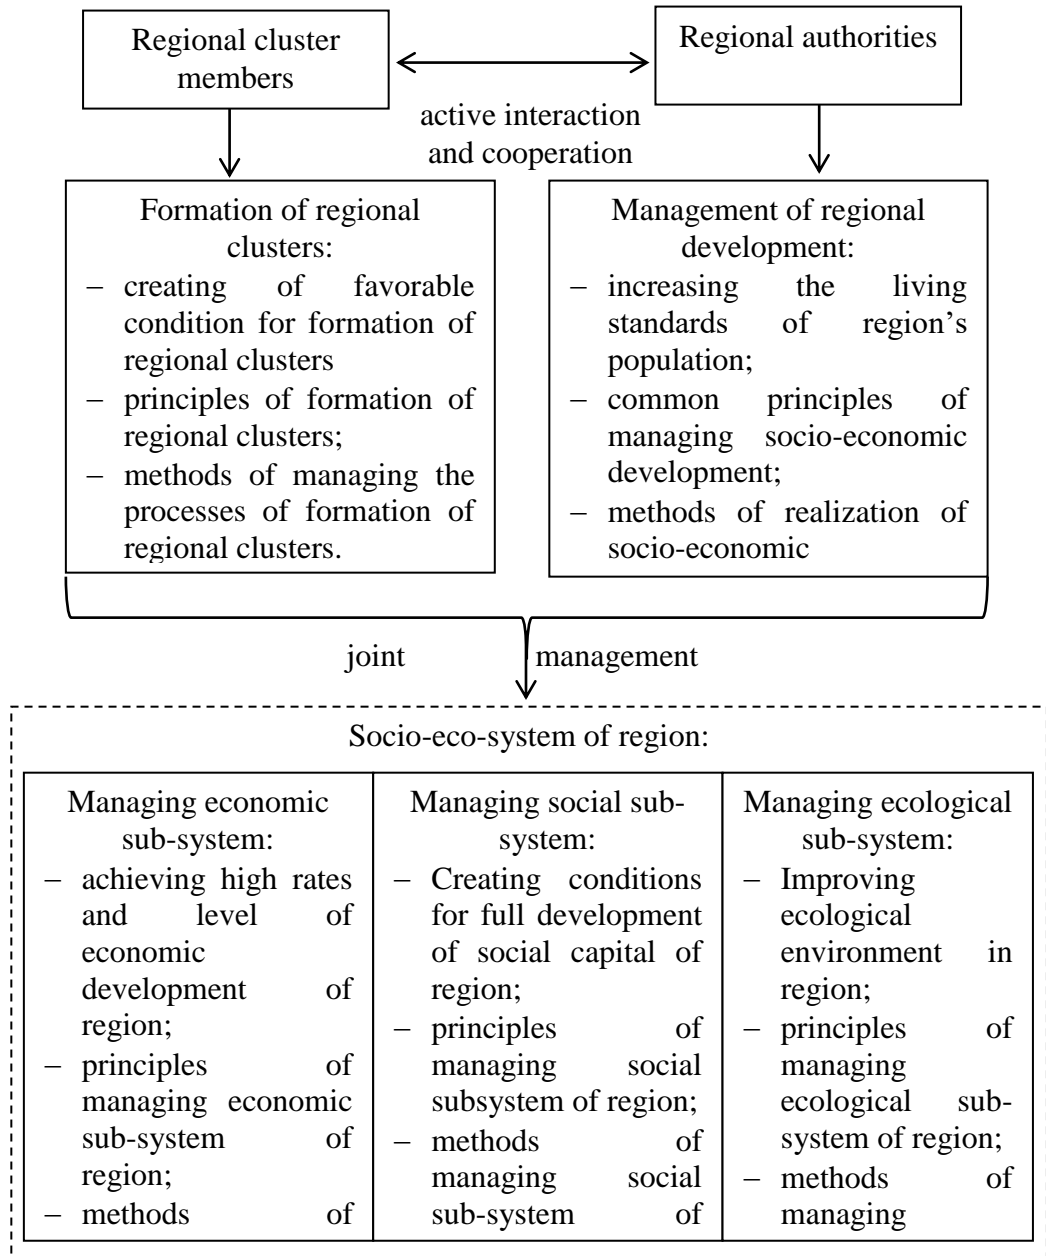 Regional cluster
members
Regional authorities
active interaction
and cooperation
Formation of regional
clusters:
– creating of favorable
condition for formation of
regional clusters
– principles of formation of
regional clusters;
– methods of managing the
processes of formation of
regional clusters.
Management of regional
development:
– increasing the living
standards of region’s
population;
– common principles of
managing socio-economic
development;
– methods of realization of
socio-economic
joint management
Socio-eco-system of region:
Managing economic
sub-system:
– achieving high rates
and level of
economic
development of
region;
– principles of
managing economic
sub-system of
region;
– methods of
Managing social sub-
system:
– Creating conditions
for full development
of social capital of
region;
– principles of
managing social
subsystem of region;
– methods of
managing social
sub-system of
Managing ecological
sub-system:
– Improving
ecological
environment in
region;
– principles of
managing
ecological sub-
system of region;
– methods of
managing